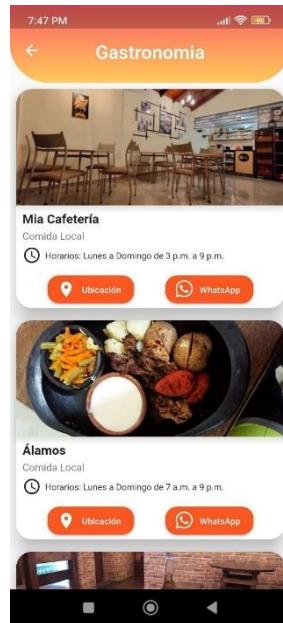 7:47 PM
Gastronomia
Mia Cafetería
Comida Local
Horarios: Lunes a Domingo de 3 p.m. a 9 p.m.
Ubicación
WhatsApp
Álamos
Comida Local
Horarios: Lunes a Domingo de 7 a.m. a 9 p.m.
Ubicación
WhatsApp